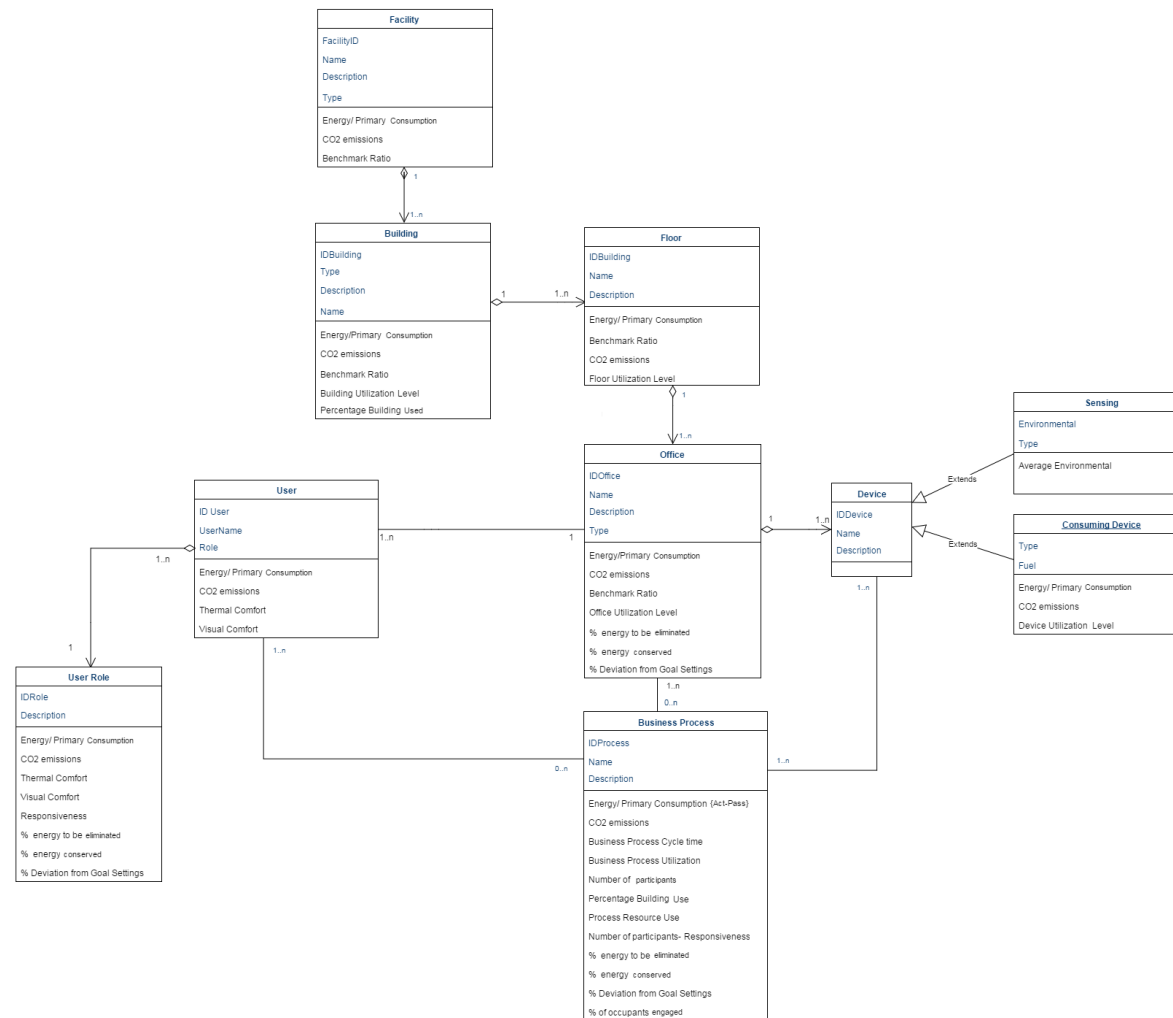 Facility
FacilityID
Name
Description
Type
Energy/ Primary Consumption
CO2 emissions
Benchmark Ratio
1
1..n
Building
IDBuilding
Type
Description
Name
Energy/Primary Consumption
CO2 emissions
Benchmark Ratio
Building Utilization Level
Percentage Building Used
1
1..n
Floor
IDBuilding
Name
Description
Energy/ Primary Consumption
Benchmark Ratio
CO2 emissions
Floor Utilization Level
1
1..n
Office
IDOffice
Name
Description
Type
Energy/Primary Consumption
CO2 emissions
Benchmark Ratio
Office Utilization Level
% energy to be eliminated
% energy conserved
% Deviation from Goal Settings
1
1..n
Device
IDDevice
Name
Description
1..n
Extends
Extends
Sensing
Environmental
Type
Average Environmental
Consuming Device
Type
Fuel
Energy/ Primary Consumption
CO2 emissions
Device Utilization Level
User
ID User
UserName
Role
Energy/ Primary Consumption
CO2 emissions
Thermal Comfort
Visual Comfort
1..n
1
1..n
1
1..n
0..n
User Role
IDRole
Description
Energy/ Primary Consumption
CO2 emissions
Thermal Comfort
Visual Comfort
Responsiveness
% energy to be eliminated
% energy conserved
% Deviation from Goal Settings
1..n
0..n
Business Process
IDProcess
Name
Description
Energy/ Primary Consumption {Act-Pass}
CO2 emissions
Business Process Cycle time
Business Process Utilization
Number of participants
Percentage Building Use
Process Resource Use
Number of participants- Responsiveness
% energy to be eliminated
% energy conserved
% Deviation from Goal Settings
% of occupants engaged
1..n